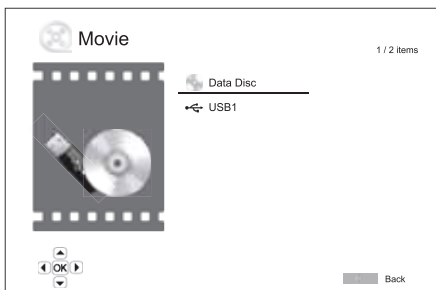 Movie
1 / 2 items
Data Disc
USB1
OK
Back